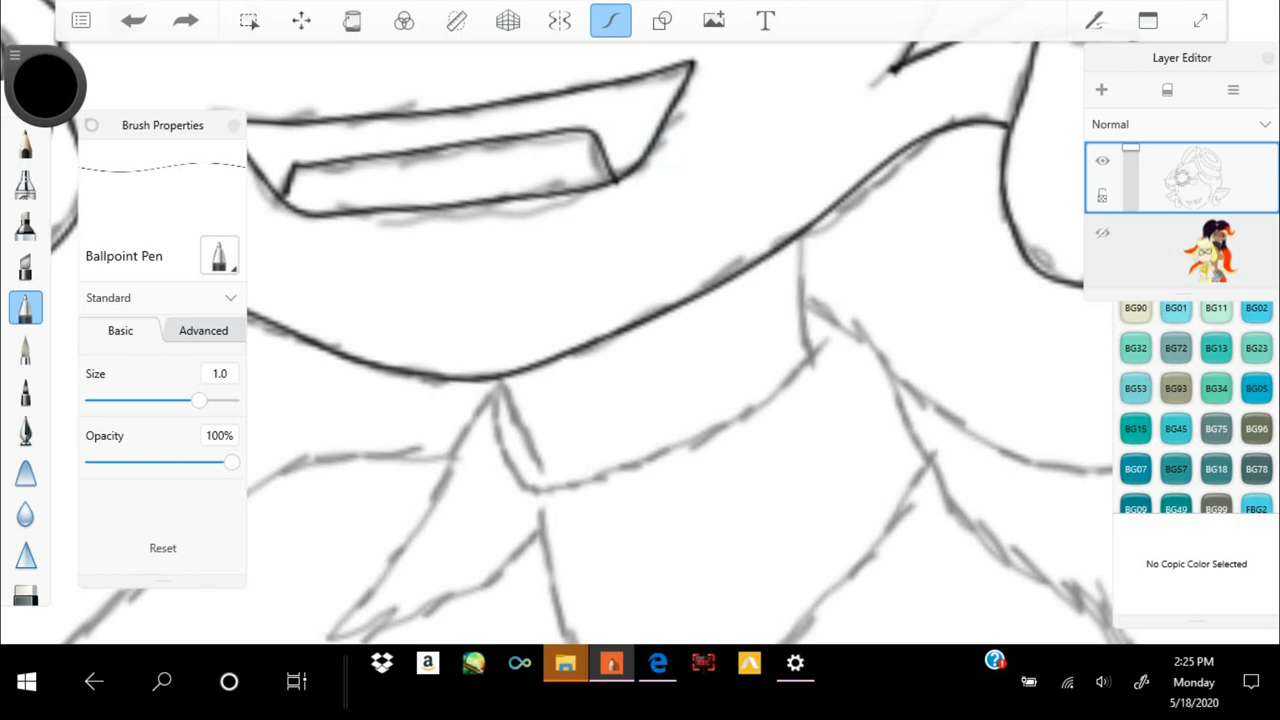 Layer Editor
Normal
Brush Properties
Ballpoint Pen
Standard
Basic
Advanced
Size
1.0
Opacity
100%
Reset
BG90
BG01
BG11
BG02
BG32
BG72
BG13
BG23
BG53
BG93
BG34
BG05
BG15
BG45
BG75
BG96
BG07
BG57
BG18
BG78
BG09
BG49
BG99
FBG2
No Copic Color Selected
2:25 PM
Monday
5/18/2020